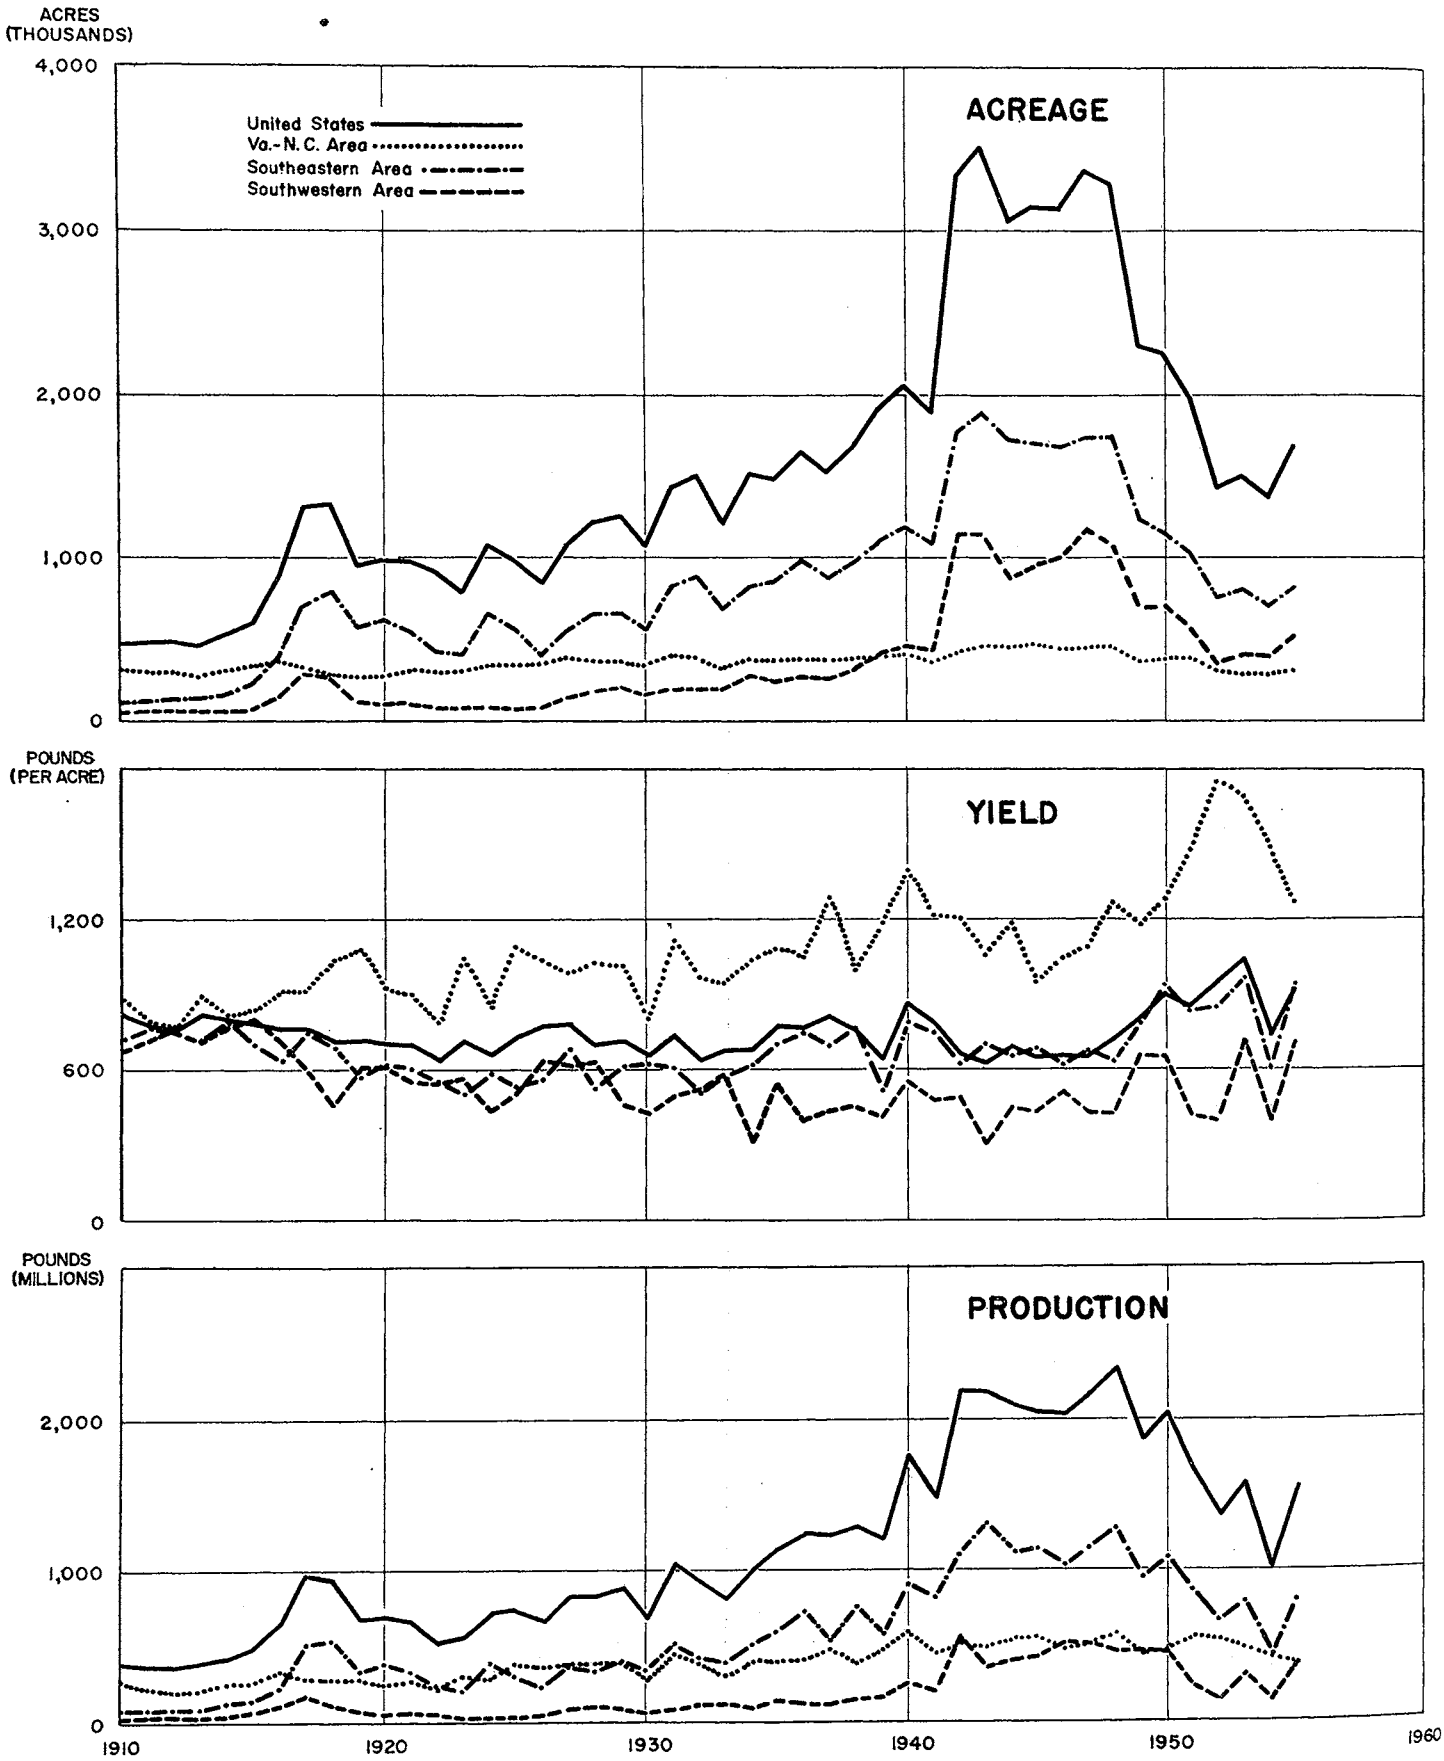 ACRES
(THOUSANDS)
4,000
ACREAGE
United States
Va.-N.C. Area
Southeastern Area
Southwestern Area
3,000
2,000
1,000
0
POUNDS
(PER ACRE)
YIELD
1,200
600
0
POUNDS
(MILLIONS)
PRODUCTION
2,000
1,000
0
1910 1920 1930 1940 1950 1960